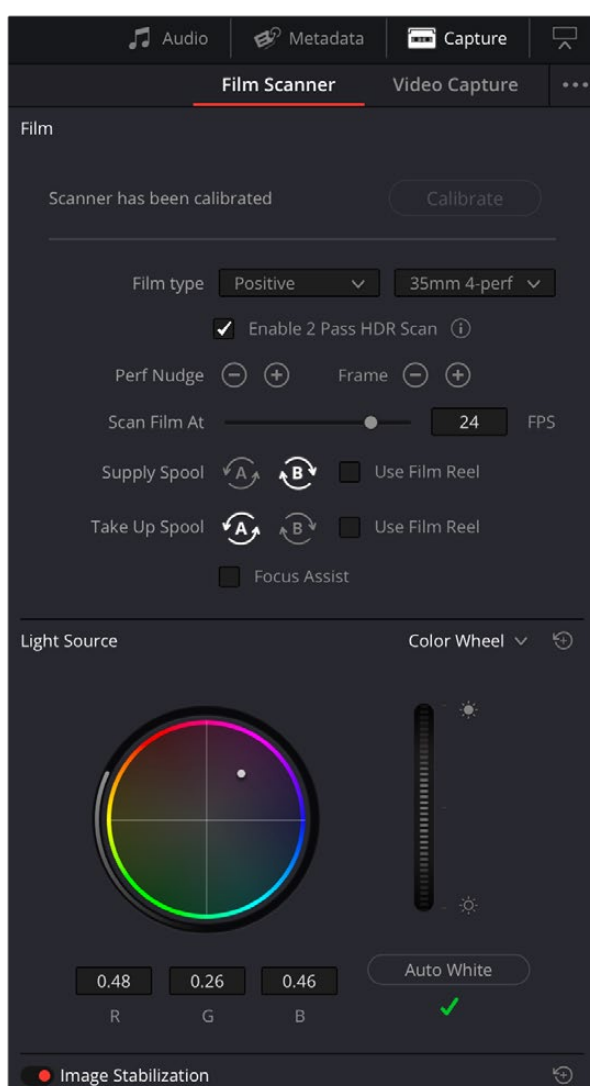 Audio Metadata Capture
Film Scanner Video Capture
Film
Scanner has been calibrated Calibrate
Film type Positive 35mm 4-perf
Enable 2 Pass HDR Scan
Perf Nudge Frame
Scan Film At 24 FPS
Supply Spool A B Use Film Reel
Take Up Spool A B Use Film Reel
Focus Assist
Light Source Color Wheel
Auto White
0.48 0.26 0.46
R G B
Image Stabilization